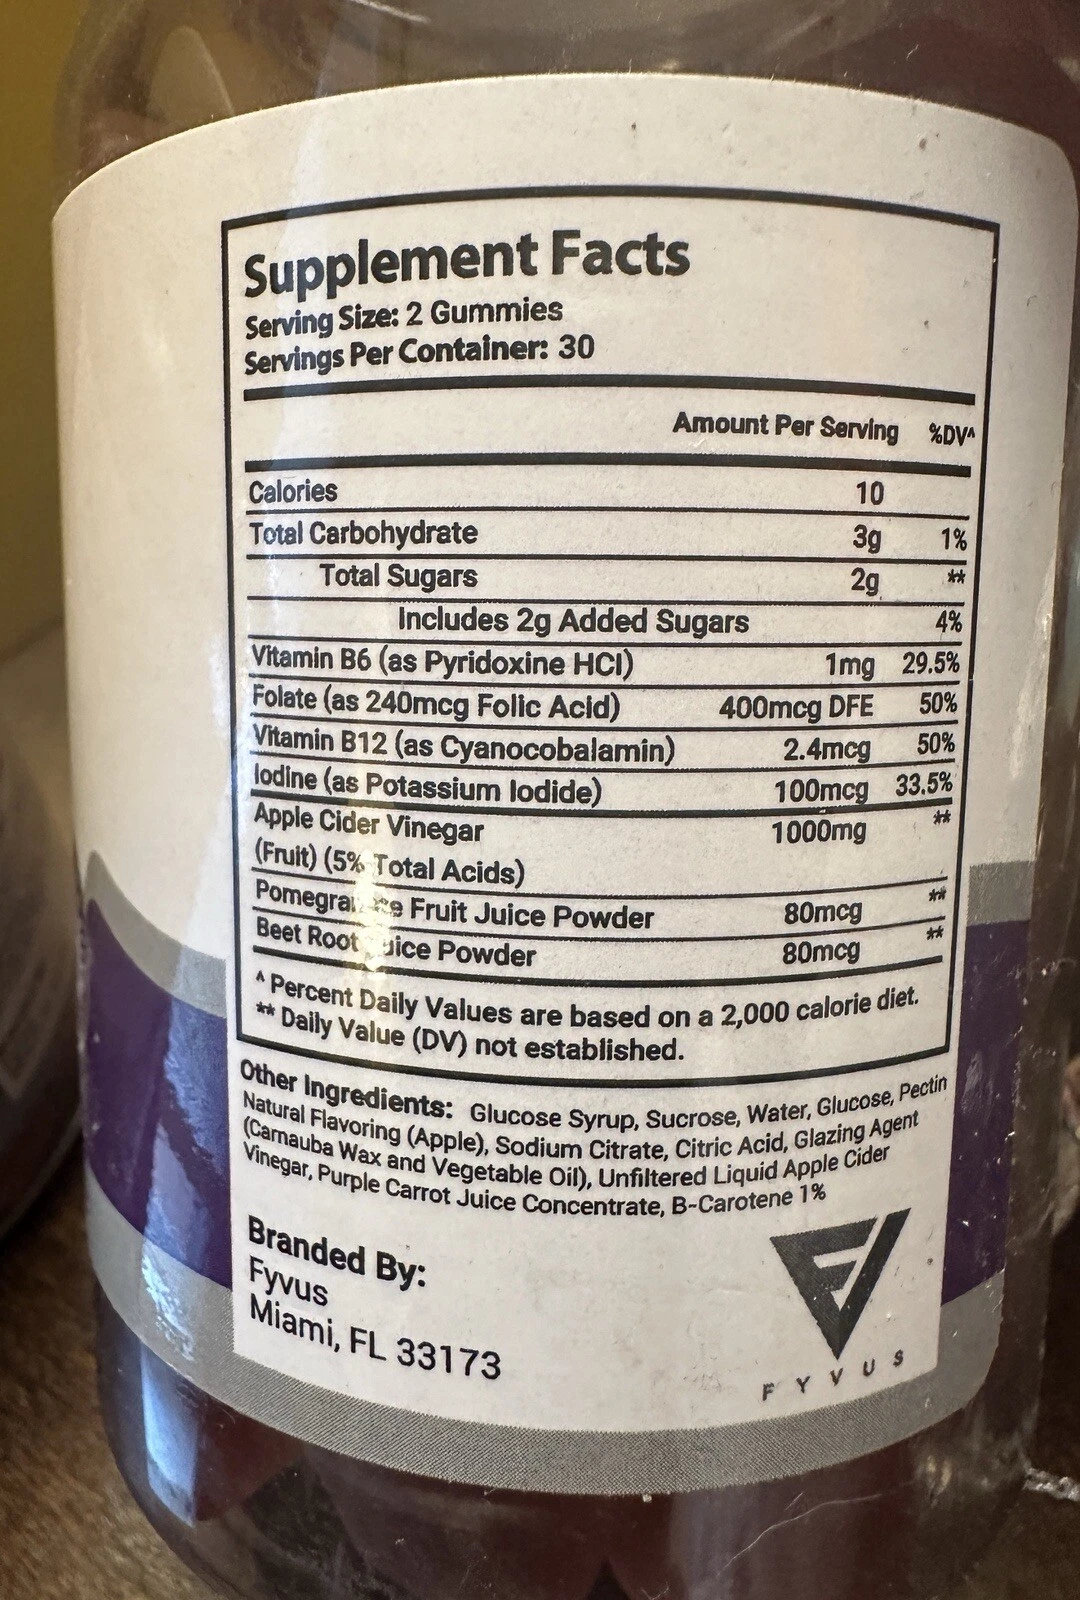 Supplement Facts
Serving Size: 2 Gummies
Servings Per Container: 30
Amount Per Serving %DV^
Calories 10
Total Carbohydrate 3g 1%
Total Sugars 2g **
Includes 2g Added Sugars 4%
Vitamin B6 (as Pyridoxine HCl) 1mg 29.5%
Folate (as 240mcg Folic Acid) 400mcg DFE 50%
Vitamin B12 (as Cyanocobalamin) 2.4mcg 50%
Iodine (as Potassium Iodide) 100mcg 33.5%
Apple Cider Vinegar 1000mg **
(Fruit) (5% Total Acids)
Pomegranate Fruit Juice Powder 80mcg **
Beet Root Juice Powder 80mcg **
^ Percent Daily Values are based on a 2,000 calorie diet.
** Daily Value (DV) not established.
Other Ingredients: Glucose Syrup, Sucrose, Water, Glucose, Pectin
Natural Flavoring (Apple), Sodium Citrate, Citric Acid, Glazing Agent
(Carnauba Wax and Vegetable Oil), Unfiltered Liquid Apple Cider
Vinegar, Purple Carrot Juice Concentrate, B-Carotene 1%
Branded By:
Fyvus
Miami, FL 33173
FYVUS